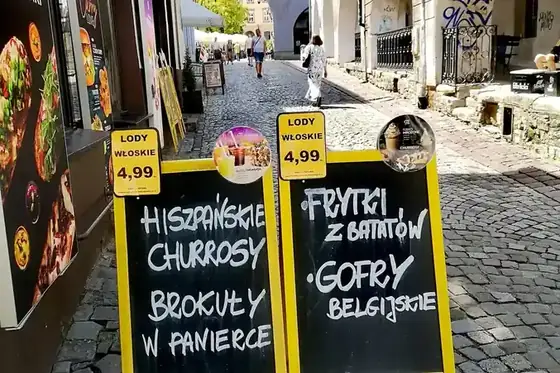 LODY
WŁOSKIE
4,99.
HISZPAŃSKIE
CHURROSY
BROKUŁY
W PANIERCE
LODY
WŁOSKIE
4,99.
• FRYTKI
Z BATATÓW
• GOFRY
BELGIJSKIE